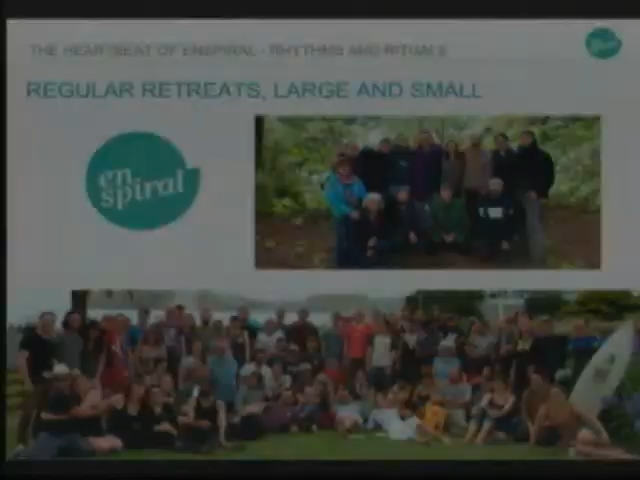 THE HEARTBEAT OF ENSPIRAL - RHYTHMS AND RITUALS
REGULAR RETREATS, LARGE AND SMALL
en
spiral